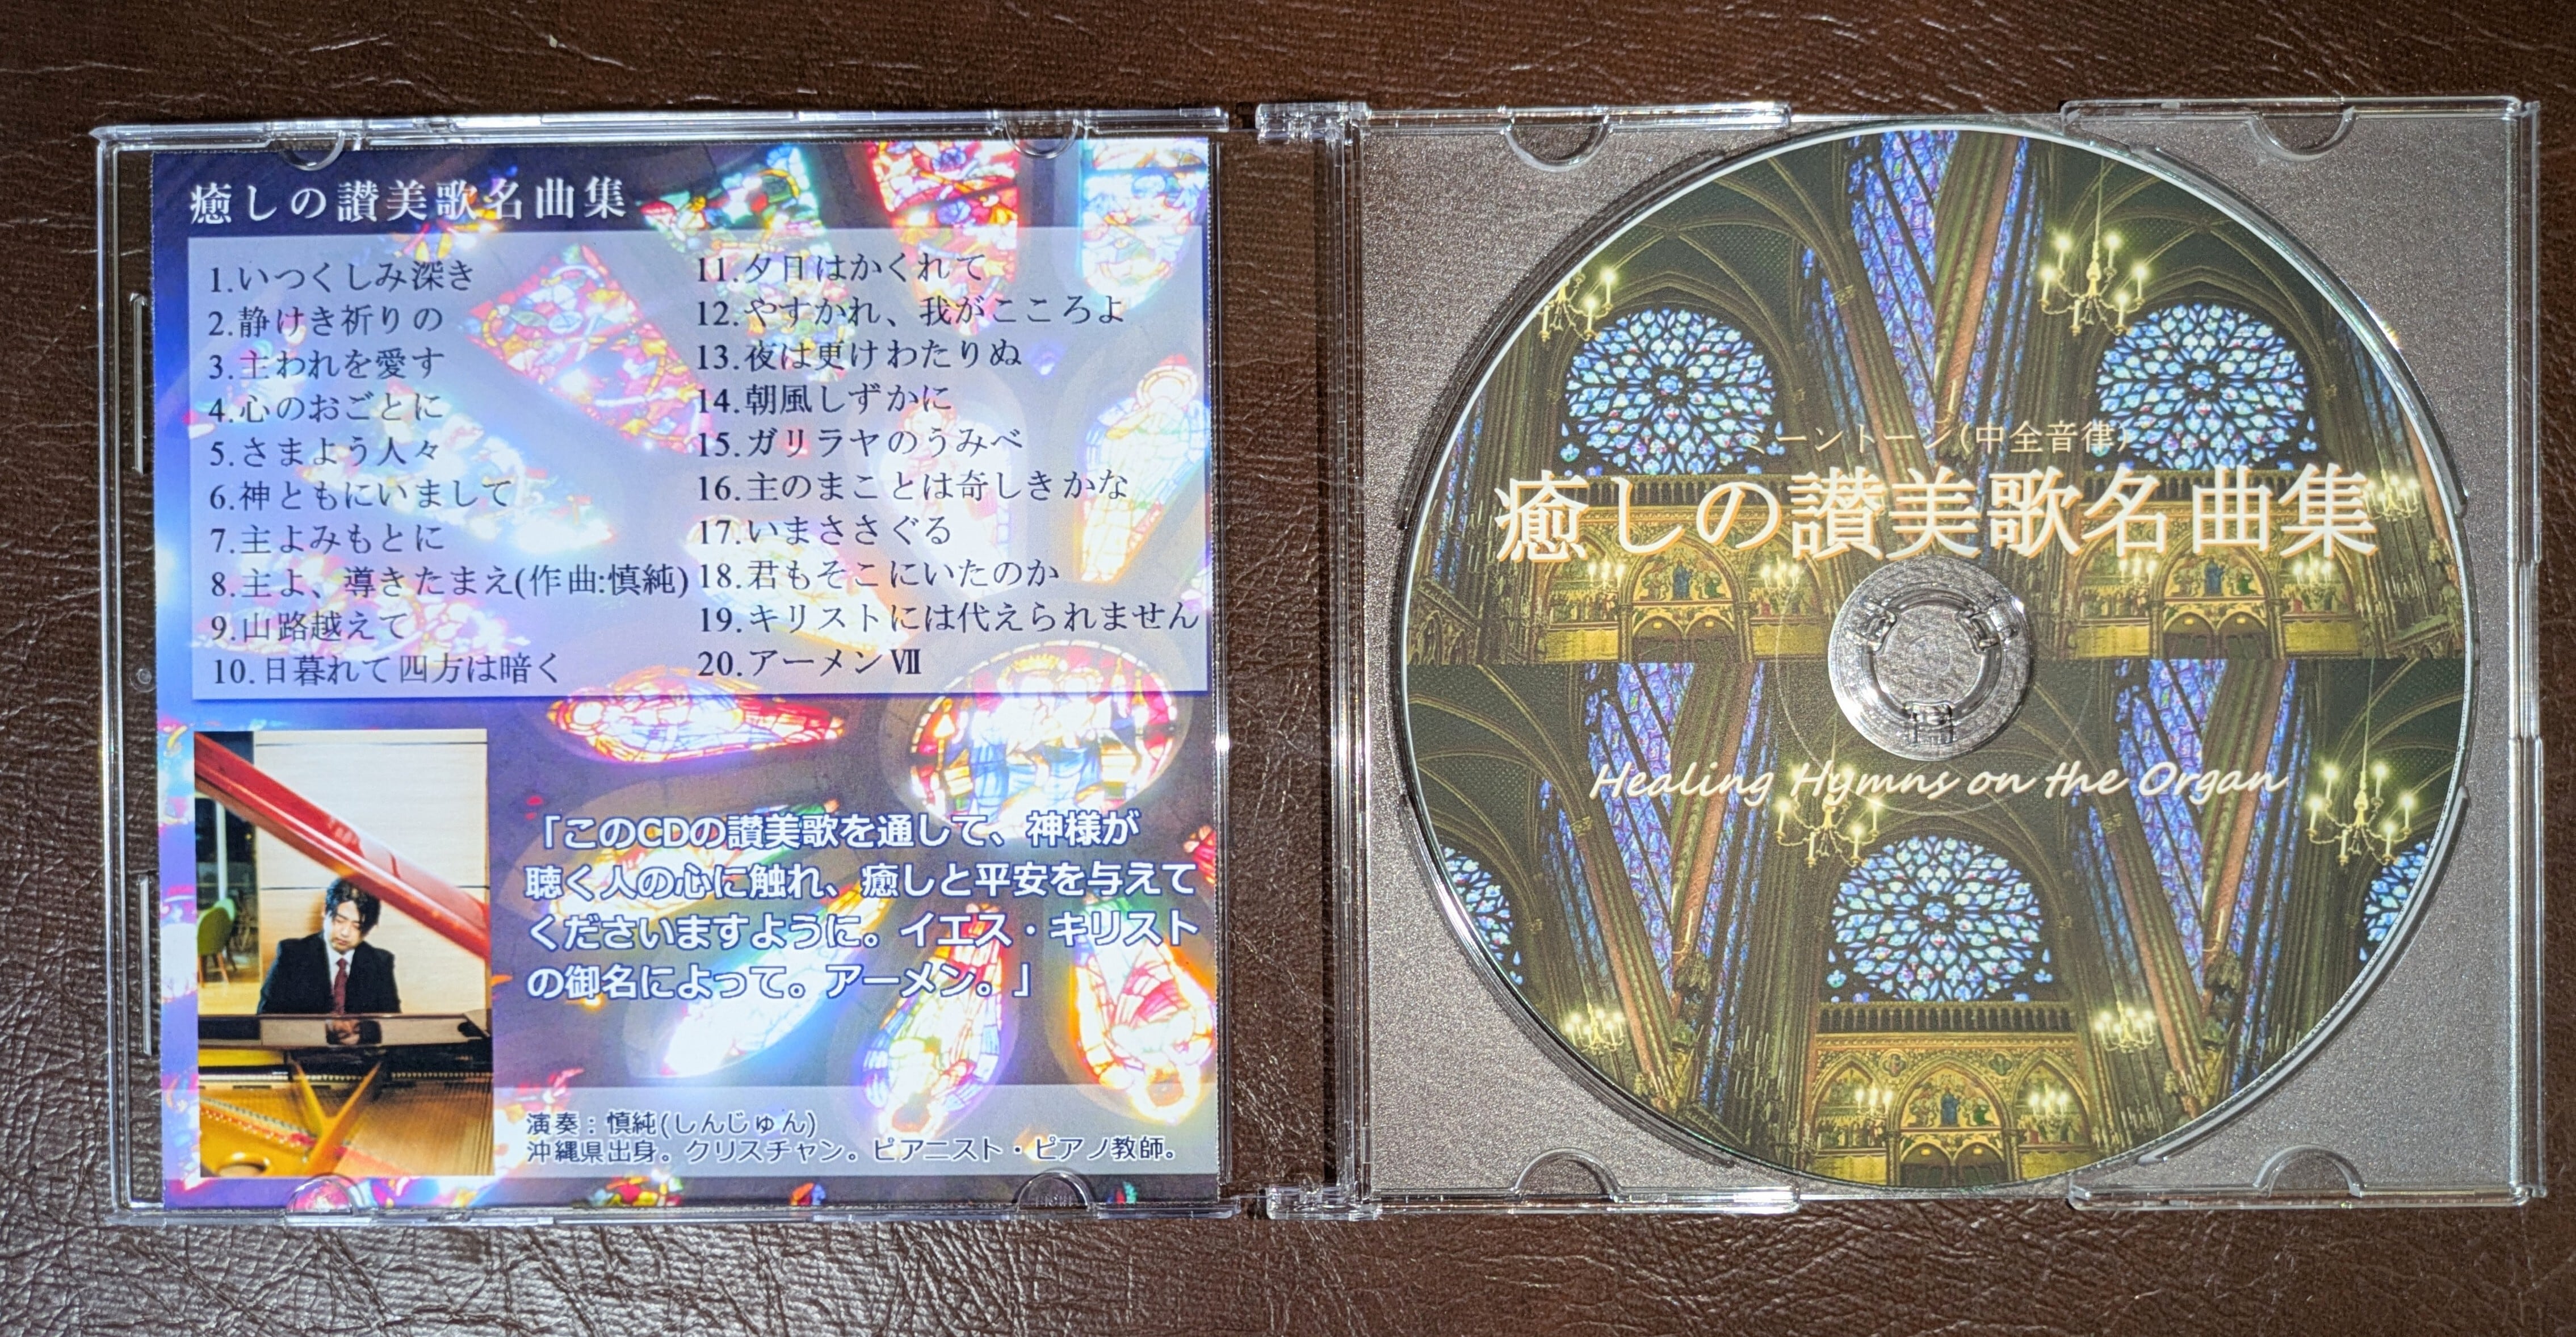 癒しの讃美歌名曲集
1.いつくしみ深き
2.静けき祈りの
3.主われを愛す
4.心のおごとに
5.さまよう人々
6.神ともにいまして
7.主よみもとに
8.主よ、導きたまえ(作曲:慎純)
9.山路越えて
10.日暮れて四方は暗く
11.夕日はかくれて
12.やすかれ、我がこころよ
13.夜は更けわたりぬ
14.朝風しずかに
15.ガリラヤのうみべ
16.主のまことは奇しきかな
17.いまささぐる
18.君もそこにいたのか
19.キリストには代えられません
20.アーメンⅦ
「このCDの讃美歌を通して、神様が
聴く人の心に触れ、癒しと平安を与えて
くださいますように。イエス・キリスト
の御名によって。アーメン。」
演奏：慎純(しんじゅん)
沖縄県出身。クリスチャン。ピアニスト・ピアノ教師。
ミーントーン(中全音律)
癒しの讃美歌名曲集
Healing Hymns on the Organ